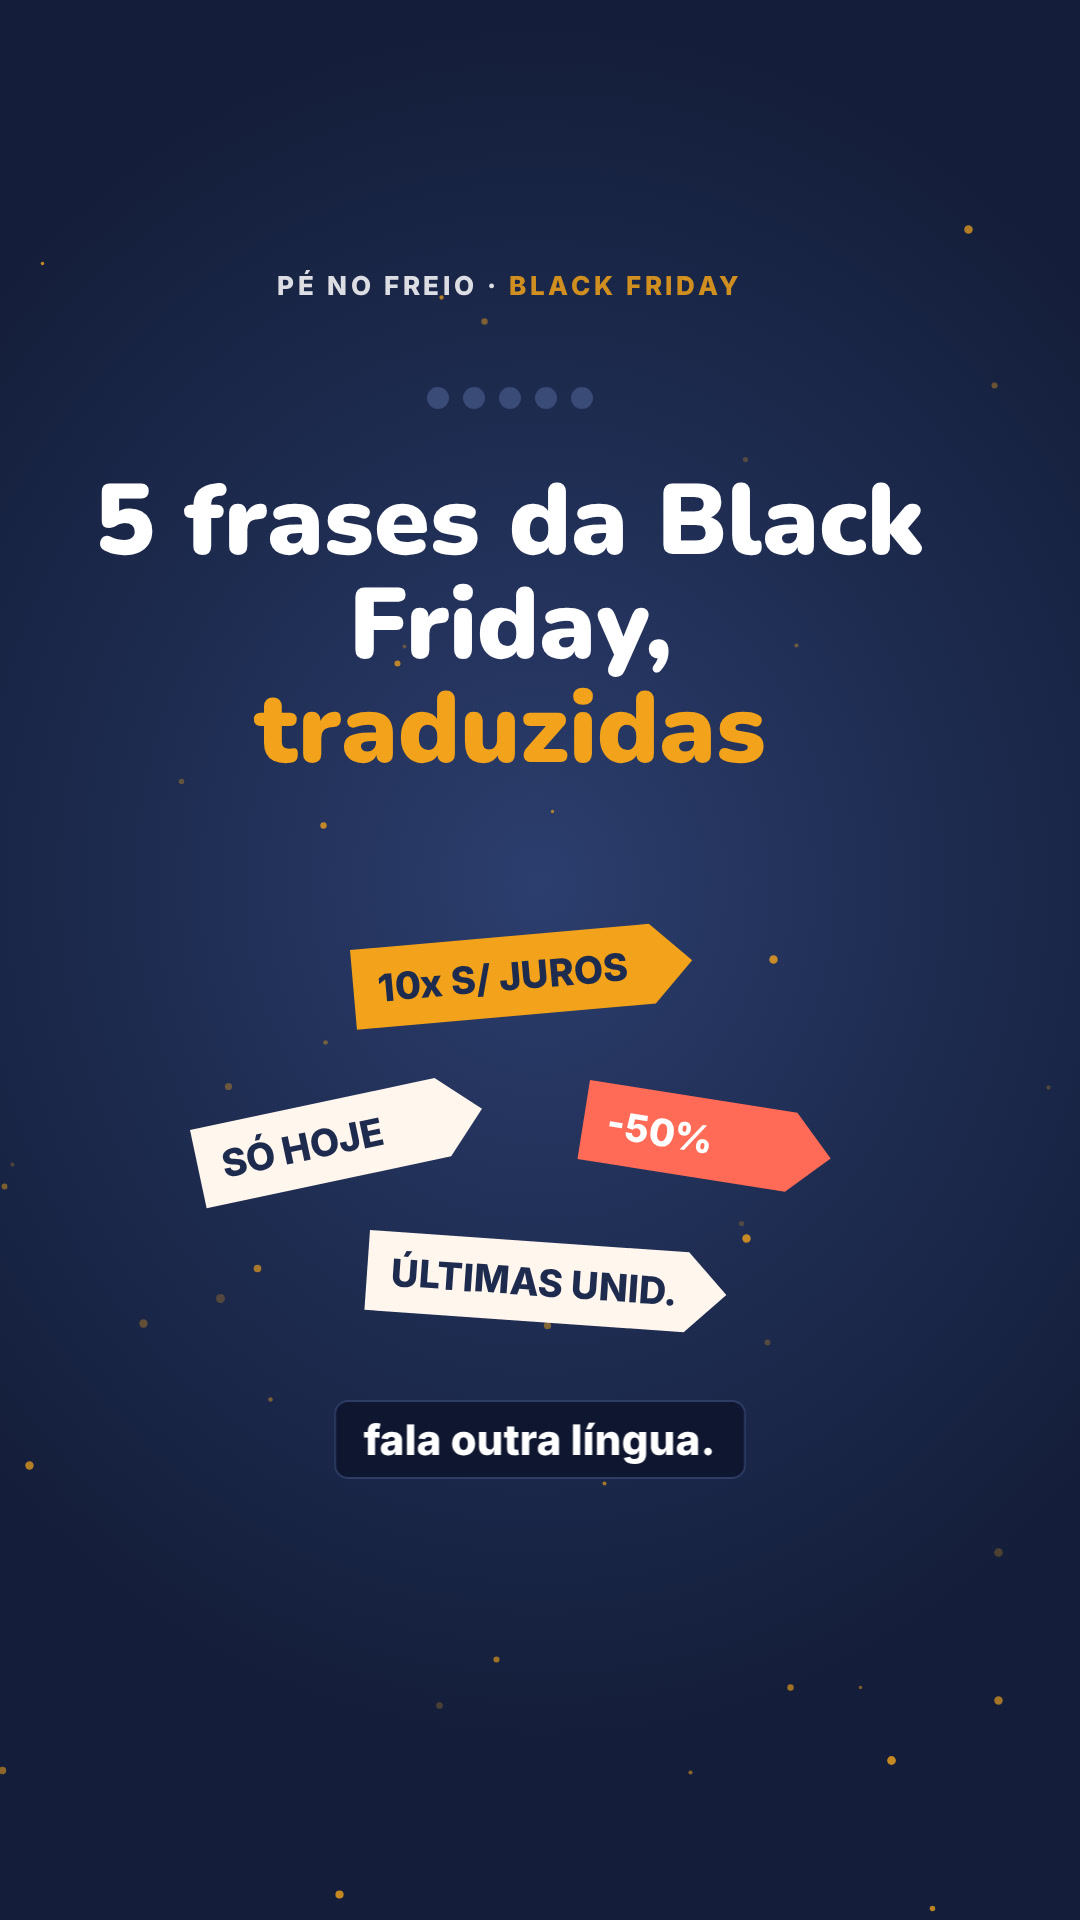 PÉ NO FREIO · BLACK FRIDAY
5 frases da Black
Friday,
traduzidas
10x S/ JUROS
SÓ HOJE
-50%
ÚLTIMAS UNID.
fala outra língua.